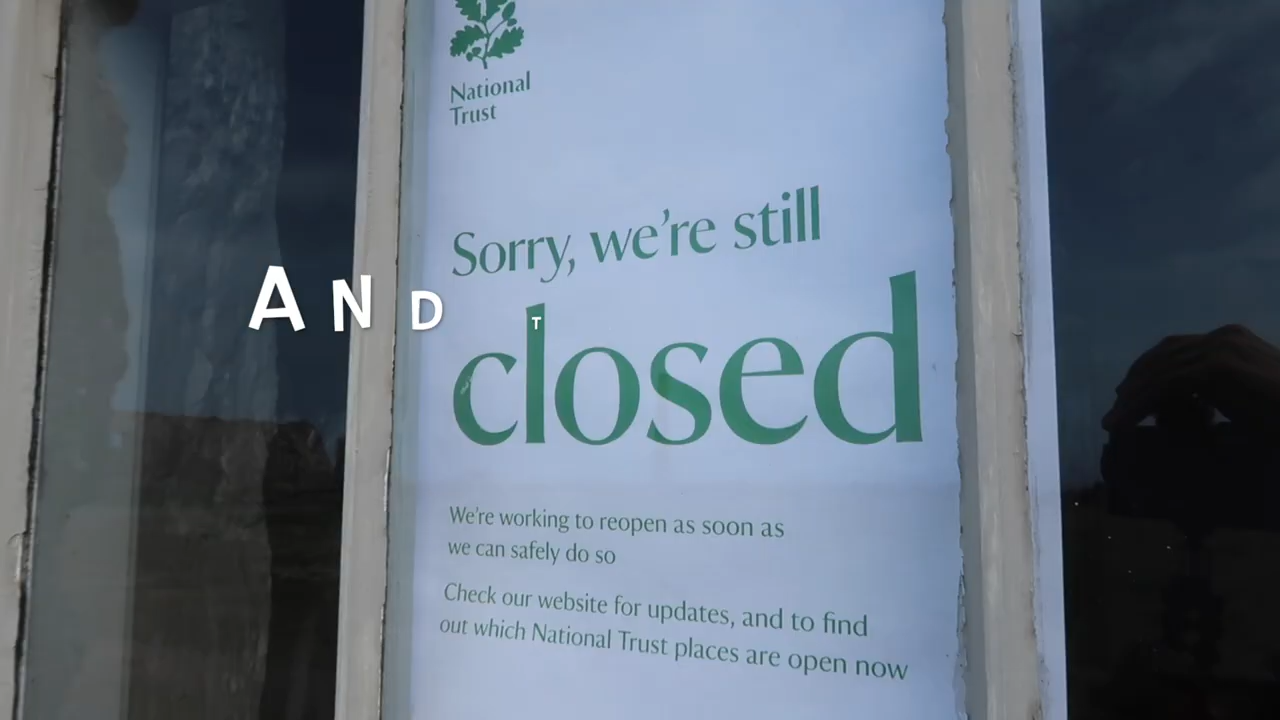 National
Trust
Sorry, we're still
closed
AND T
We're working to reopen as soon as
we can safely do so
Check our website for updates, and to find
out which National Trust places are open now